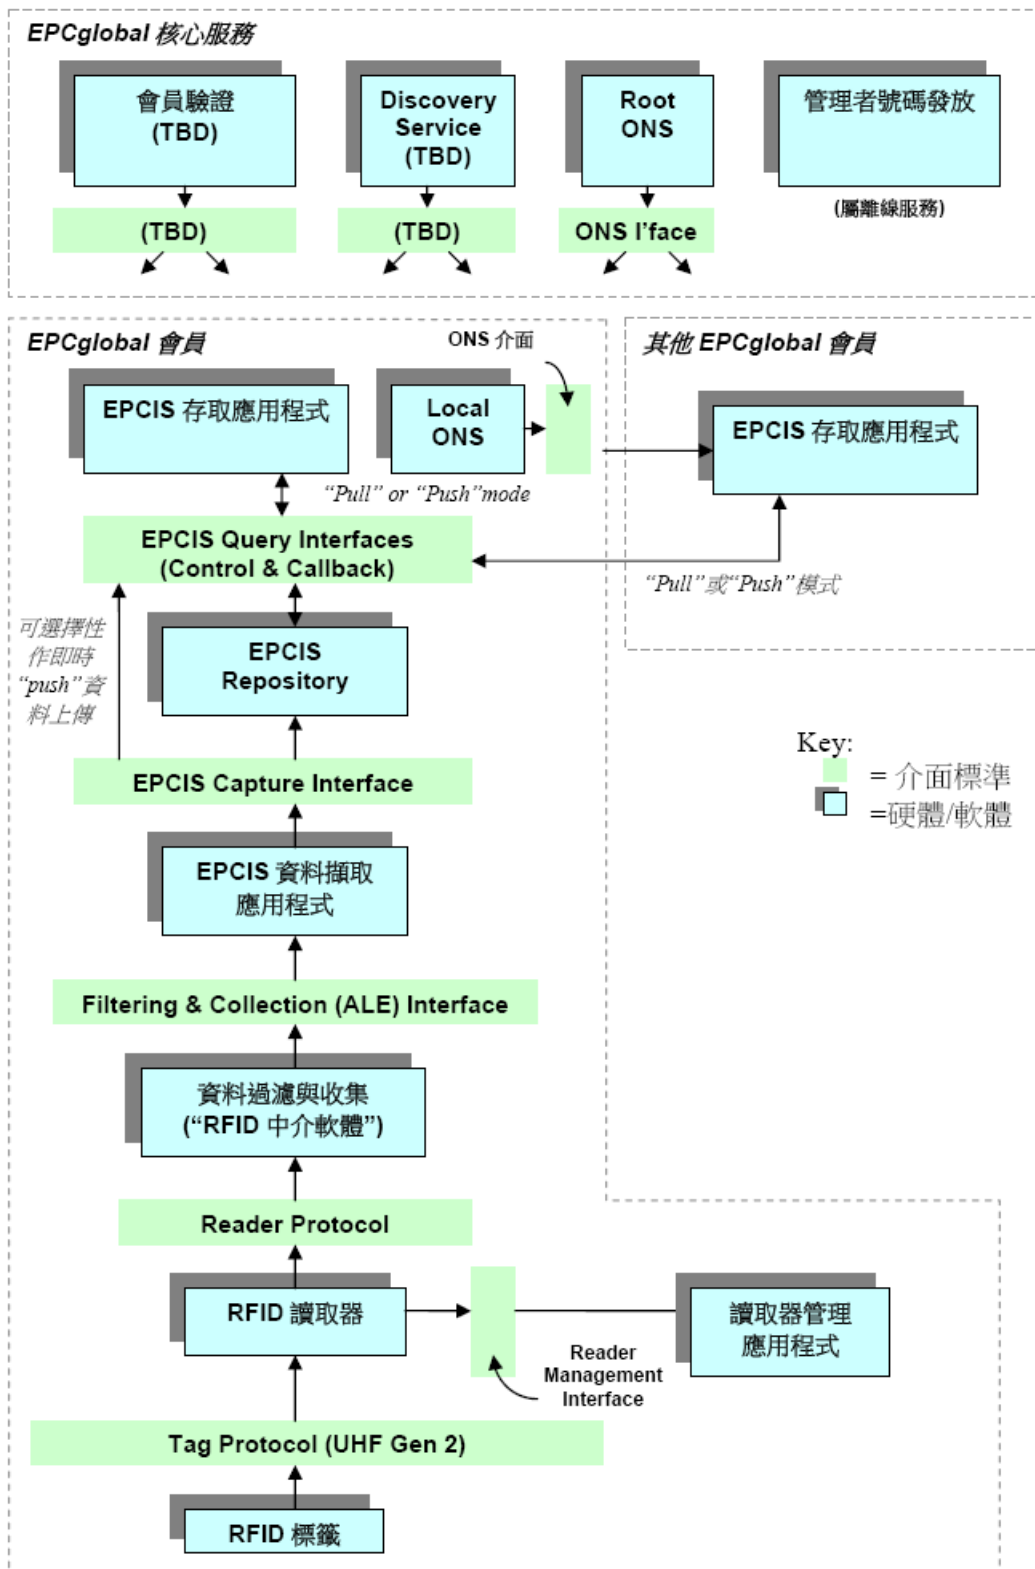 EPCglobal 核心服務
會員驗證
(TBD)
Discovery
Service
(TBD)
Root
ONS
管理者號碼發放
(屬離線服務)
(TBD)
(TBD)
ONS I'face
EPCglobal 會員
ONS 介面
其他 EPCglobal 會員
EPCIS 存取應用程式
Local
ONS
EPCIS 存取應用程式
“Pull” or “Push”mode
EPCIS Query Interfaces
(Control & Callback)
“Pull”或“Push”模式
可選擇性
作即時
“push”資
料上傳
EPCIS
Repository
Key:
= 介面標準
=硬體/軟體
EPCIS Capture Interface
EPCIS 資料擷取
應用程式
Filtering & Collection (ALE) Interface
資料過濾與收集
(“RFID 中介軟體”)
Reader Protocol
RFID 讀取器
讀取器管理
應用程式
Reader
Management
Interface
Tag Protocol (UHF Gen 2)
RFID 標籤